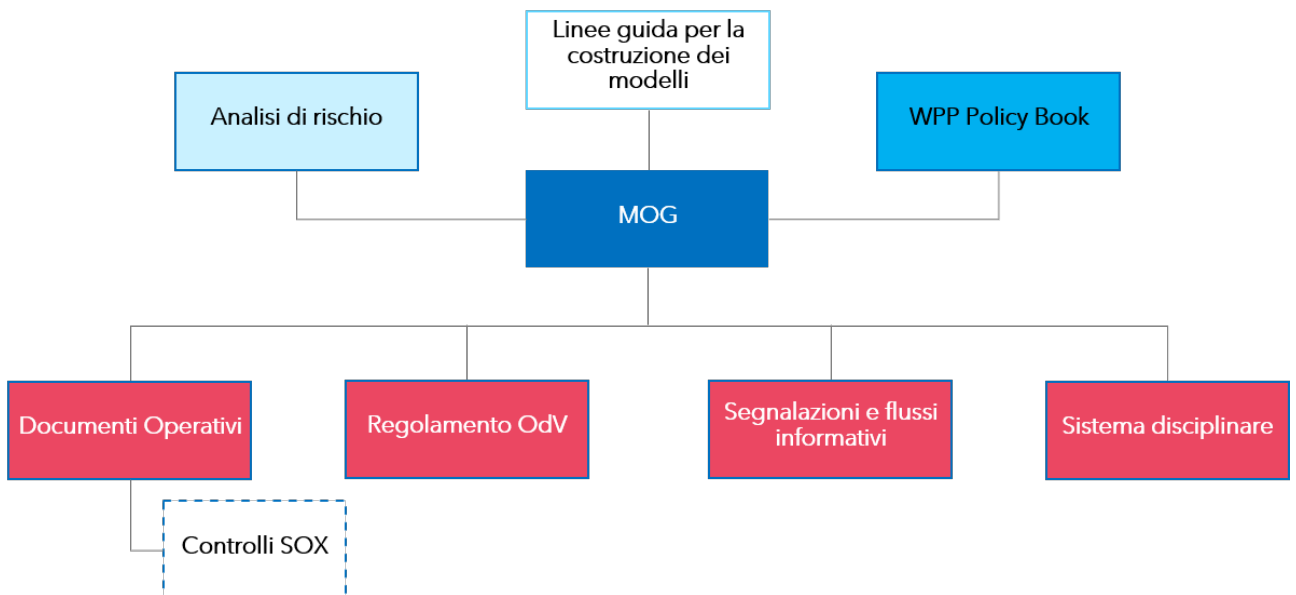 Linee guida per la
costruzione dei
modelli
Analisi di rischio
WPP Policy Book
MOG
Documenti Operativi
Regolamento OdV
Segnalazioni e flussi
informativi
Sistema disciplinare
Controlli SOX